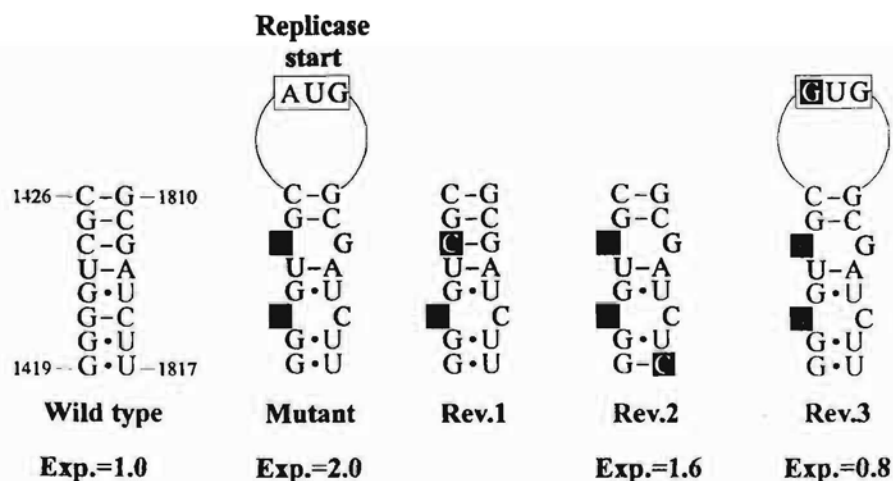 Replicase
start
AUG GUG
1426 – C – G – 1810 C – G C – G C – G C – G
G – C G – C G – C G – C G – C
C – G G C – G G G
U – A U – A U – A U – A U – A
G • U G • U G • U G • U G • U
G – C C C C C
G • U G • U G • U G • U G • U
1419 – G • U – 1817 G • U G • U G – C G • U
Wild type Mutant Rev.1 Rev.2 Rev.3
Exp.=1.0 Exp.=2.0 Exp.=1.6 Exp.=0.8